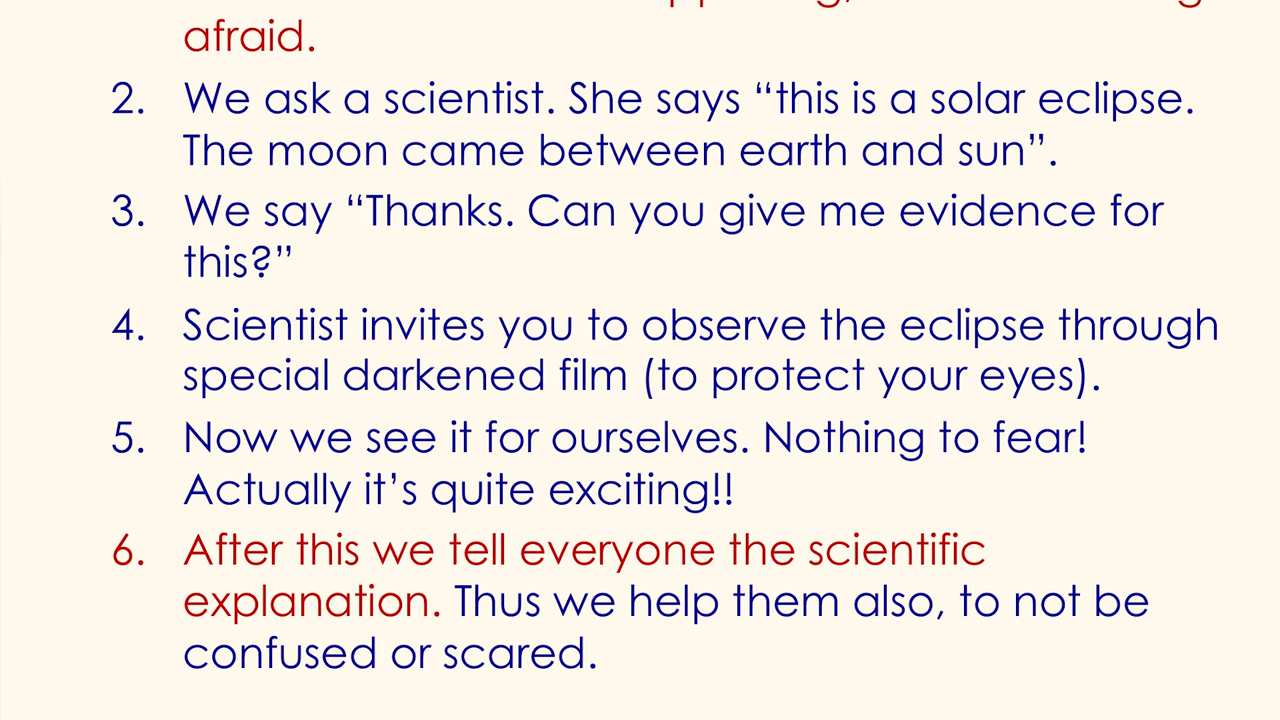 afraid.
2. We ask a scientist. She says “this is a solar eclipse.
The moon came between earth and sun”.
3. We say “Thanks. Can you give me evidence for
this?”
4. Scientist invites you to observe the eclipse through
special darkened film (to protect your eyes).
5. Now we see it for ourselves. Nothing to fear!
Actually it’s quite exciting!!
6. After this we tell everyone the scientific
explanation. Thus we help them also, to not be
confused or scared.